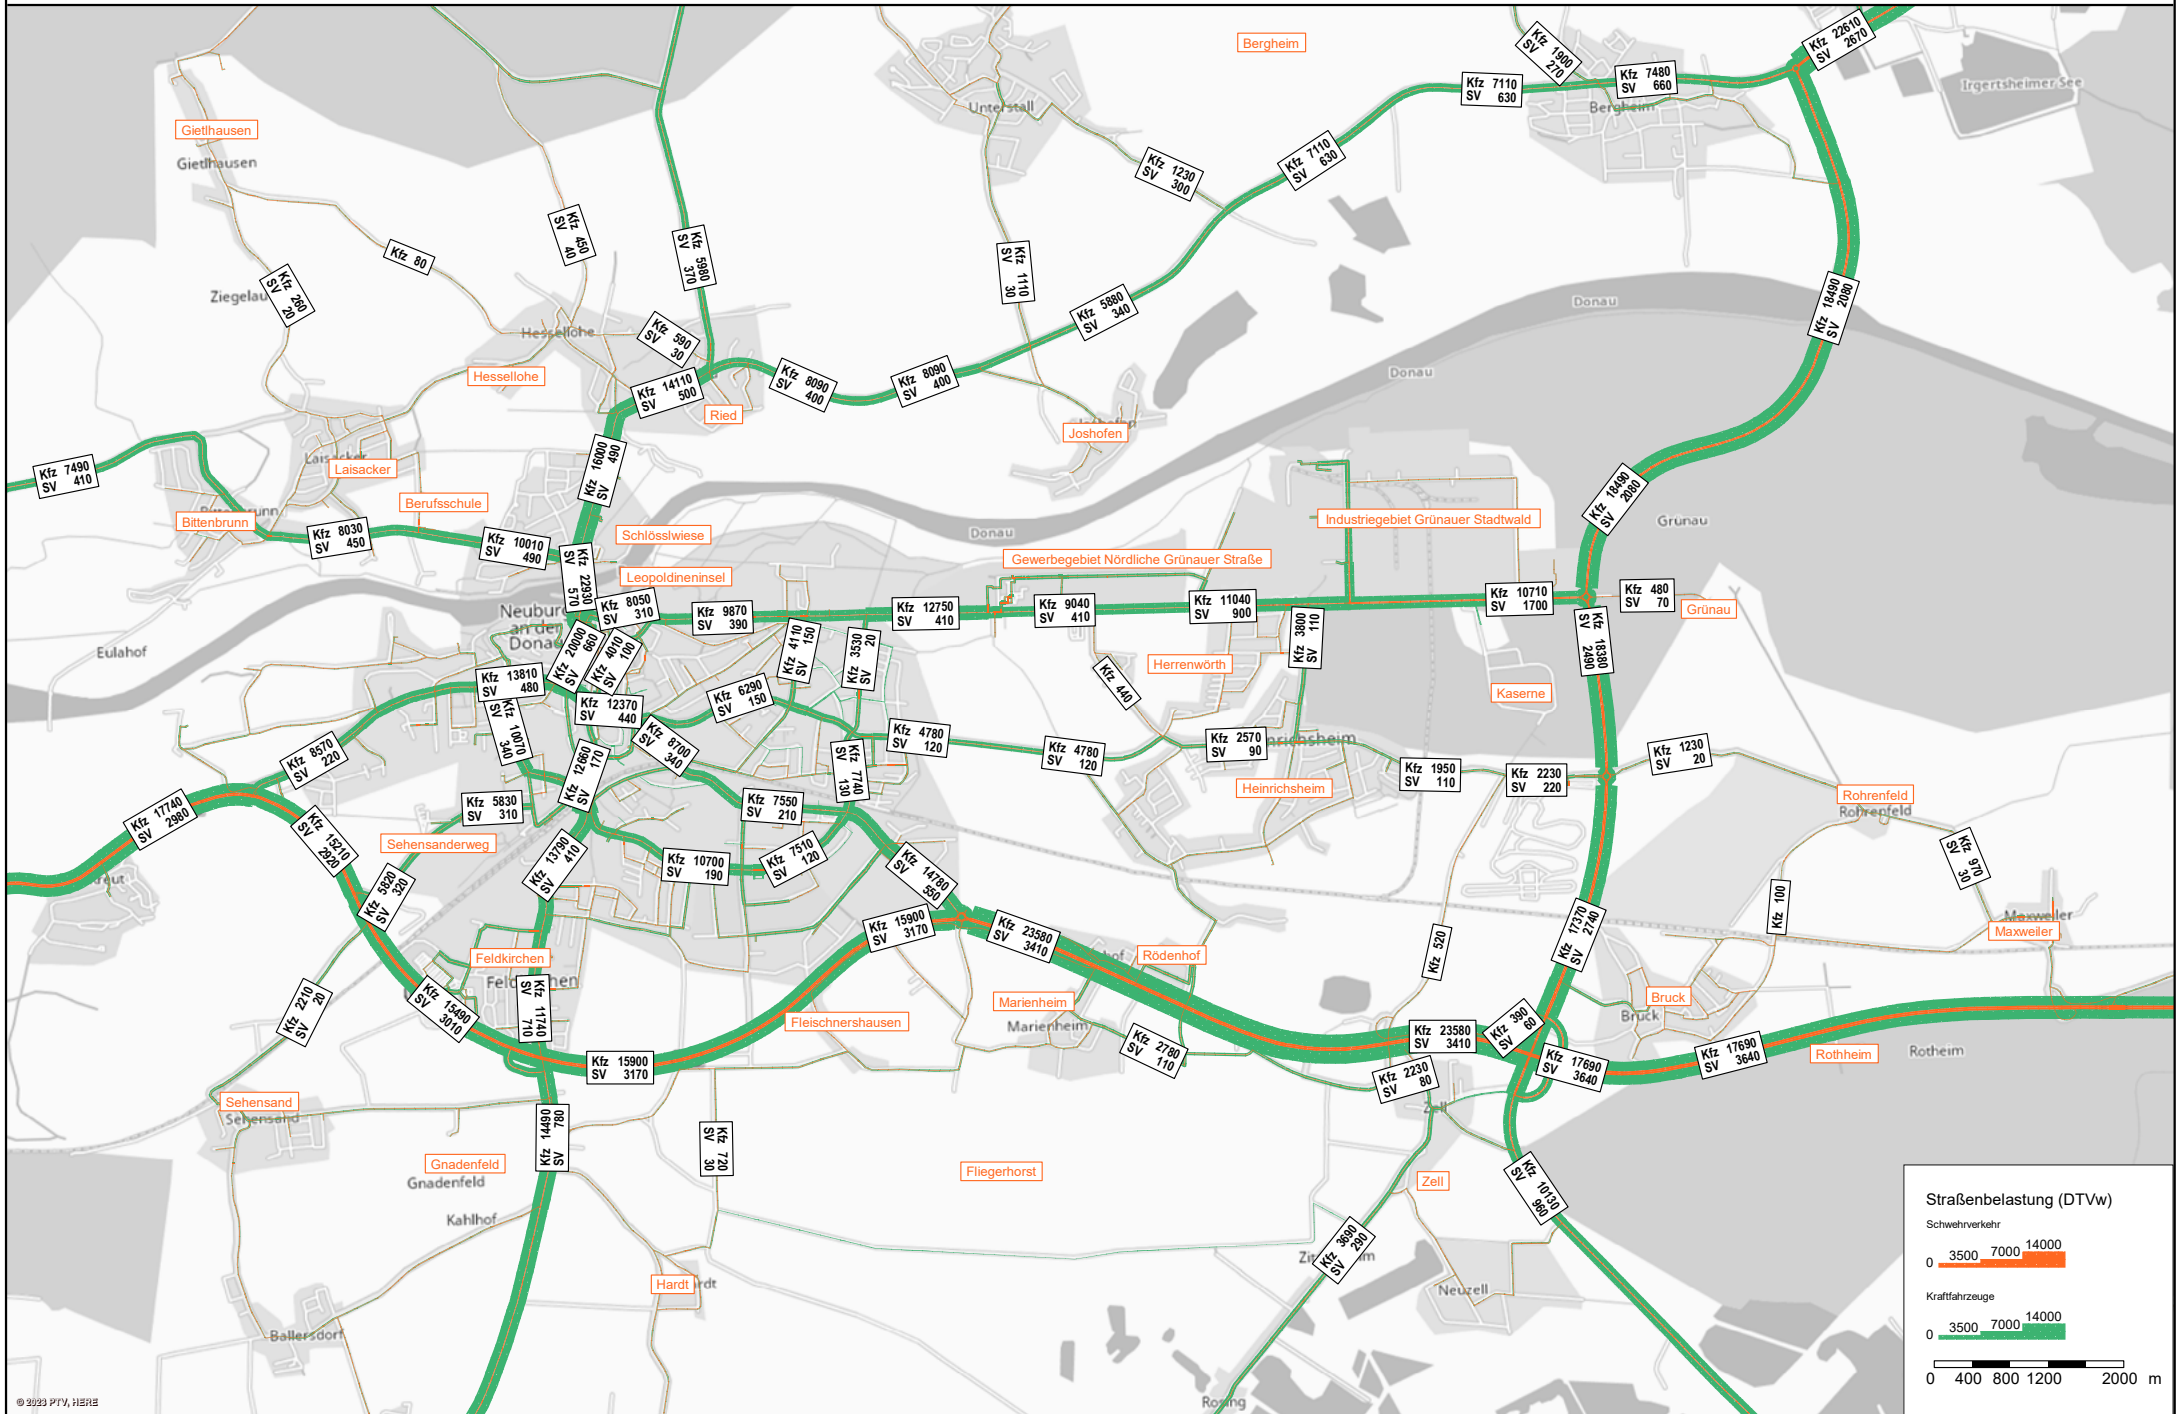 Kfz 22610
SV 2670
Kfz 1900
SV 270
Bergheim
Kfz 7480
SV 660
Kfz 7110
SV 630
Irgertsheimer See
Unterstall
Bergheim
Gietlhausen
Gietlhausen
Kfz 7110
SV 630
Kfz 1230
SV 300
Kfz 450
SV 40
Kfz 80
Kfz 5980
SV 370
Kfz 1110
SV 30
Ziegelau
Kfz 260
SV 20
Donau
Kfz 18490
SV 2080
Kfz 5880
SV 340
Hessellohe
Kfz 590
SV 30
Hessellohe
Kfz 14110
SV 500
Kfz 8090
SV 400
Kfz 8090
SV 400
Donau
Ried
Joshofen
Laisacker
Kfz 7490
SV 410
Kfz 16000
SV 490
Berufsschule
Kfz 18490
SV 2080
Bittenbrunn
Kfz 8030
SV 450
Kfz 10010
SV 490
Schlösslwiese
Donau
Industriegebiet Grünauer Stadtwald
Grünau
Gewerbegebiet Nördliche Grünauer Straße
Kfz 22930
SV 570
Leopoldineninsel
Neuburg
an der
Donau
Kfz 8050
SV 310
Kfz 9870
SV 390
Kfz 12750
SV 410
Kfz 9040
SV 410
Kfz 11040
SV 900
Kfz 10710
SV 1700
Kfz 480
SV 70
Grünau
Eulahof
Kfz 20000
SV 660
Kfz 4010
SV 100
Kfz 4110
SV 150
Kfz 3530
SV 20
Kfz 3800
SV 110
Kfz 18380
SV 2490
Herrenwörth
Kfz 440
Kaserne
Kfz 13810
SV 480
Kfz 12370
SV 440
Kfz 6290
SV 150
Kfz 10070
SV 340
Kfz 8700
SV 340
Kfz 4780
SV 120
Kfz 4780
SV 120
Kfz 2570
SV 90
Kfz 8570
SV 220
Kfz 12660
SV 170
Kfz 7740
SV 130
Kfz 1950
SV 110
Kfz 2230
SV 220
Kfz 1230
SV 20
Heinrichsheim
Rohrenfeld
Rohrenfeld
Kfz 17740
SV 2980
Kfz 5830
SV 310
Kfz 7550
SV 210
Kfz 15210
SV 2920
Sehensanderweg
Kfz 13790
SV 410
Kfz 10700
SV 190
Kfz 7510
SV 120
Kfz 14780
SV 550
Kfz 970
SV 30
Kfz 5820
SV 320
Kfz 100
Maxweiler
Maxweiler
Kfz 15900
SV 3170
Kfz 23580
SV 3410
Kfz 17370
SV 2740
Kfz 520
Feldkirchen
Rödenhof
Kfz 2210
SV 20
Kfz 15490
SV 3010
Kfz 11740
SV 710
Fleischnershausen
Marienheim
Marienheim
Bruck
Bruck
Kfz 2780
SV 110
Kfz 23580
SV 3410
Kfz 390
SV 60
Kfz 15900
SV 3170
Kfz 17690
SV 3640
Kfz 17690
SV 3640
Rothheim
Rotheim
Kfz 2230
SV 80
Zell
Sehensand
Sehensand
Kfz 14490
SV 780
Kfz 720
SV 30
Gnadenfeld
Gnadenfeld
Fliegerhorst
Zell
Kfz 10130
SV 960
Kahlhof
Kfz 3690
SV 290
Hardt
Neuzell
Ballersdorf
Rosing
Straßenbelastung (DTVw)
Schwehrverkehr
0 3500 7000 14000
Kraftfahrzeuge
0 3500 7000 14000
0 400 800 1200 2000 m
© 2023 PTV, HERE